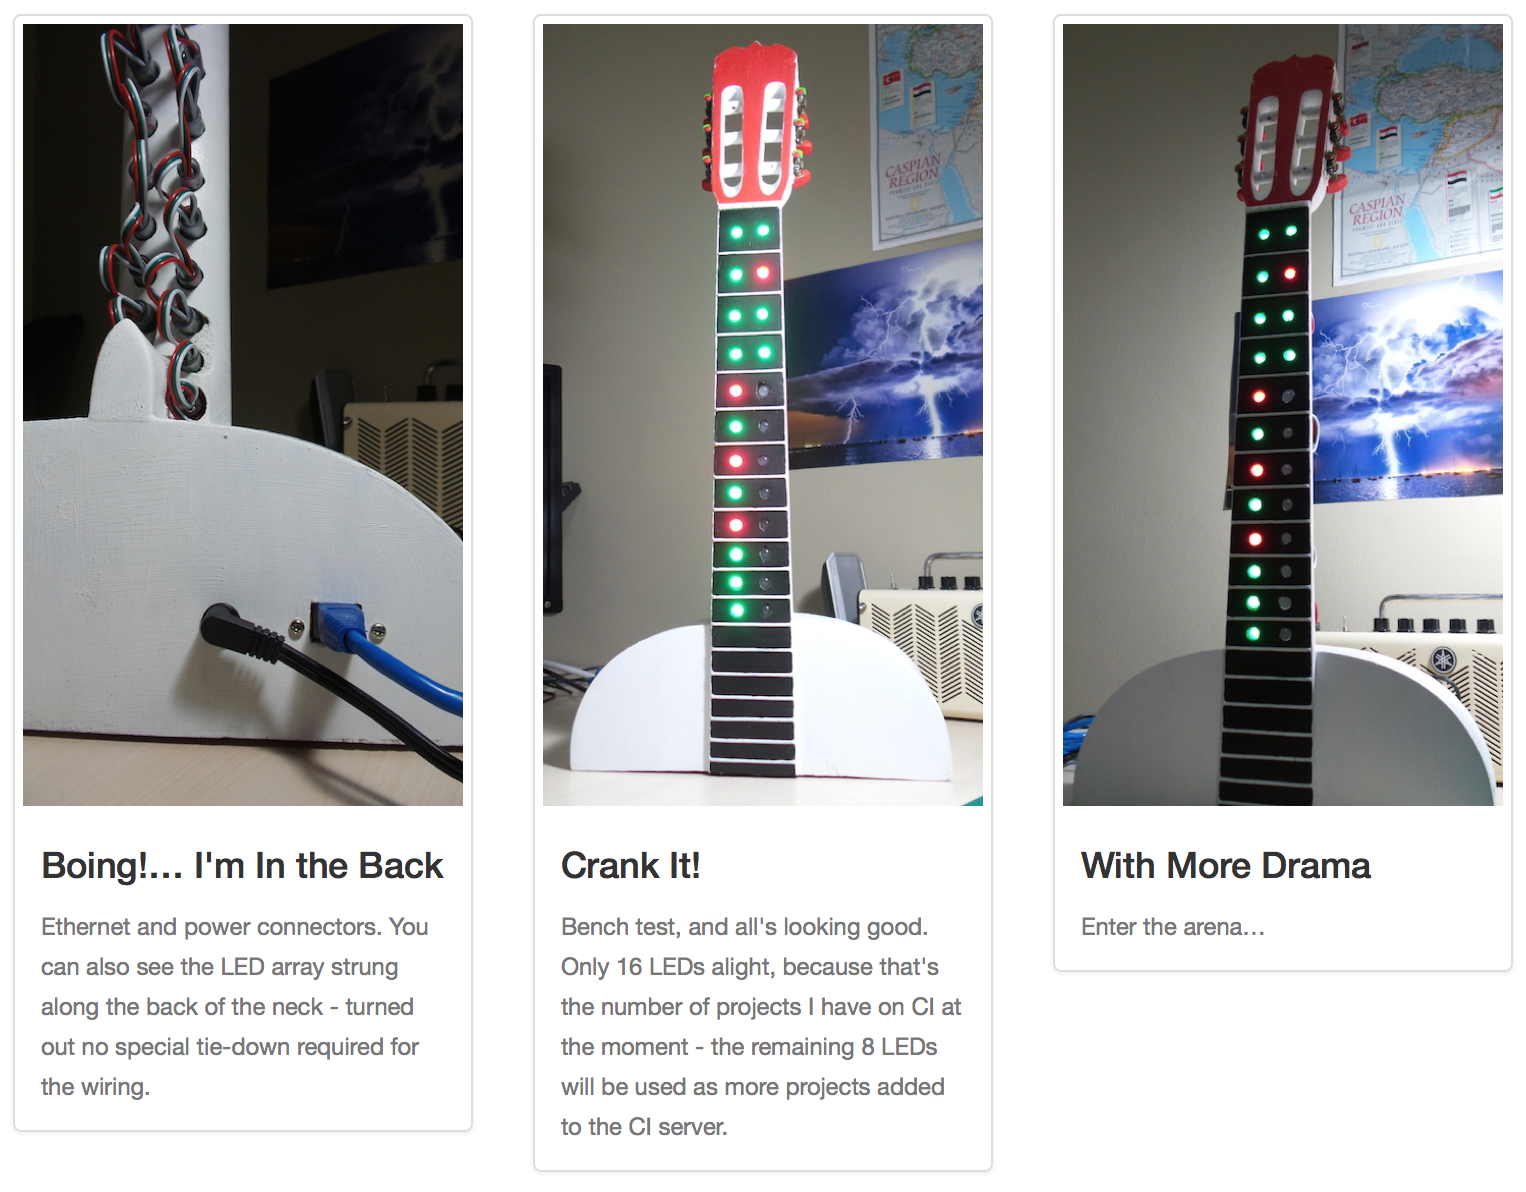 CASPIAN
REGION
CASPIAN
REGION
Boing!... I'm In the Back
Ethernet and power connectors. You
can also see the LED array strung
along the back of the neck - turned
out no special tie-down required for
the wiring.
Crank It!
Bench test, and all's looking good.
Only 16 LEDs alight, because that's
the number of projects I have on CI at
the moment - the remaining 8 LEDs
will be used as more projects added
to the CI server.
With More Drama
Enter the arena...